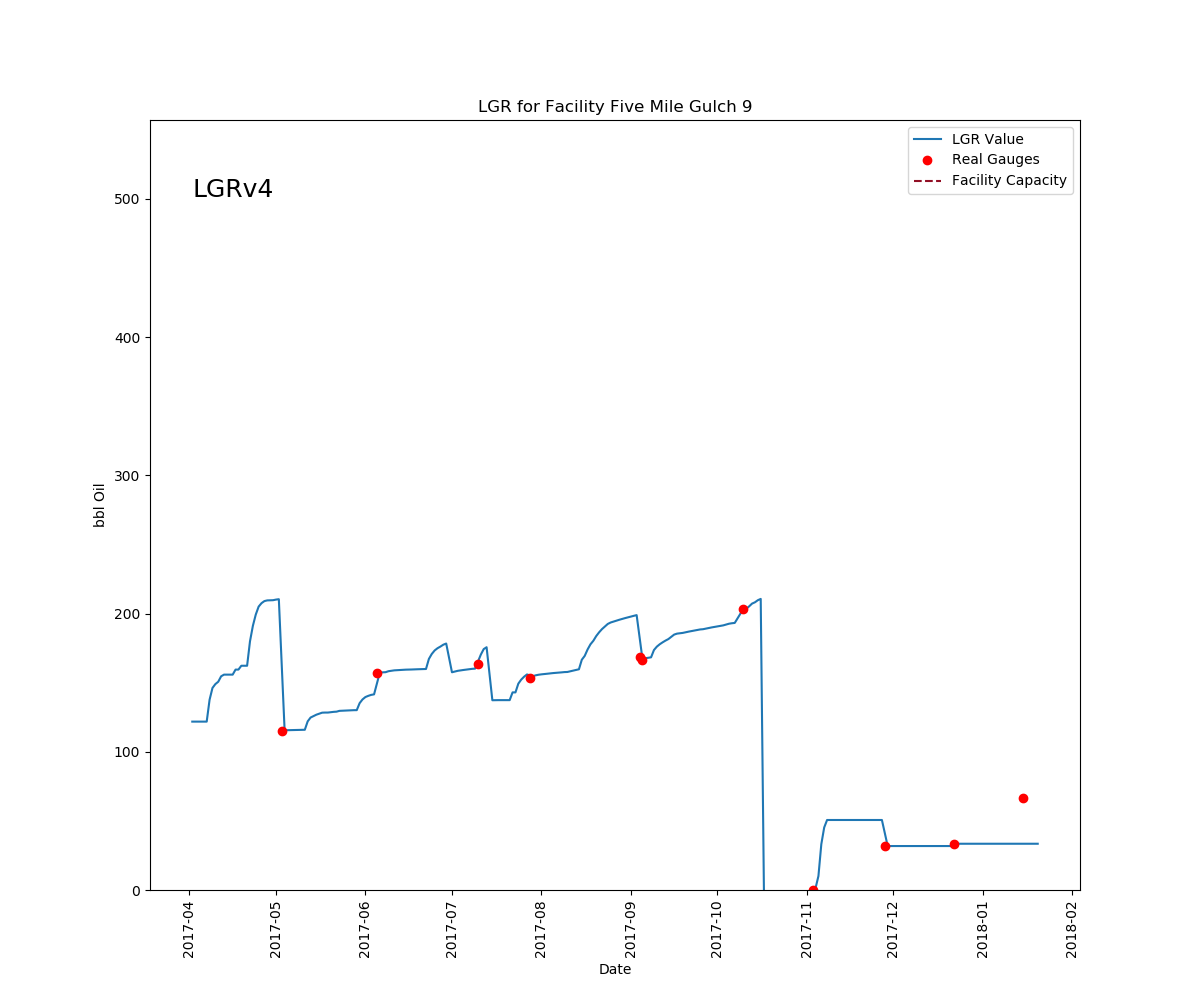 LGR for Facility Five Mile Gulch 9
LGRv4
LGR Value
Real Gauges
Facility Capacity
bbl Oil
500
400
300
200
100
0
2017-04
2017-05
2017-06
2017-07
2017-08
2017-09
2017-10
2017-11
2017-12
2018-01
2018-02
Date